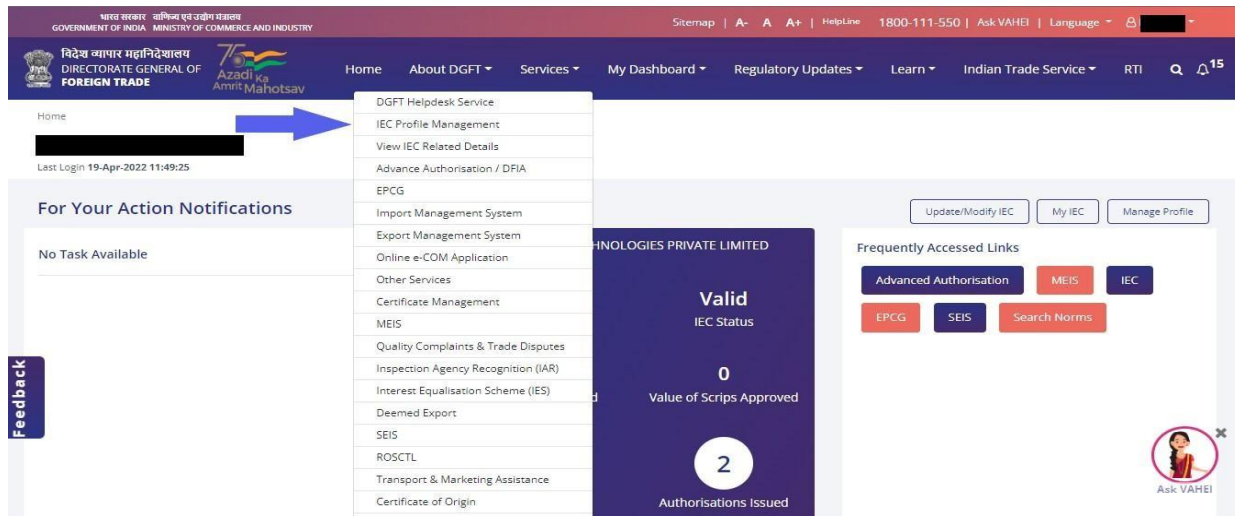 भारत सरकार वाणिज्य एवं उद्योग मंत्रालय
GOVERNMENT OF INDIA MINISTRY OF COMMERCE AND INDUSTRY
Sitemap | A- A A+ | HelpLine 1800-111-550 | Ask VAHEI | Language
विदेश व्यापार महानिदेशालय
DIRECTORATE GENERAL OF
FOREIGN TRADE
75
Azadi Ka
Amrit Mahotsav
Home About DGFT Services My Dashboard Regulatory Updates Learn Indian Trade Service RTI 15
Home
Last Login 19-Apr-2022 11:49:25
DGFT Helpdesk Service
IEC Profile Management
View IEC Related Details
Advance Authorisation / DFIA
EPCG
Import Management System
Export Management System
Online e-COM Application
Other Services
Certificate Management
MEIS
Quality Complaints & Trade Disputes
Inspection Agency Recognition (IAR)
Interest Equalisation Scheme (IES)
Deemed Export
SEIS
ROSCTL
Transport & Marketing Assistance
Certificate of Origin
For Your Action Notifications
Update/Modify IEC My IEC Manage Profile
No Task Available
HNOLOGIES PRIVATE LIMITED
Valid
IEC Status
0
d Value of Scrips Approved
2
Authorisations Issued
Frequently Accessed Links
Advanced Authorisation MEIS IEC
EPCG SEIS Search Norms
Feedback
Ask VAHEI